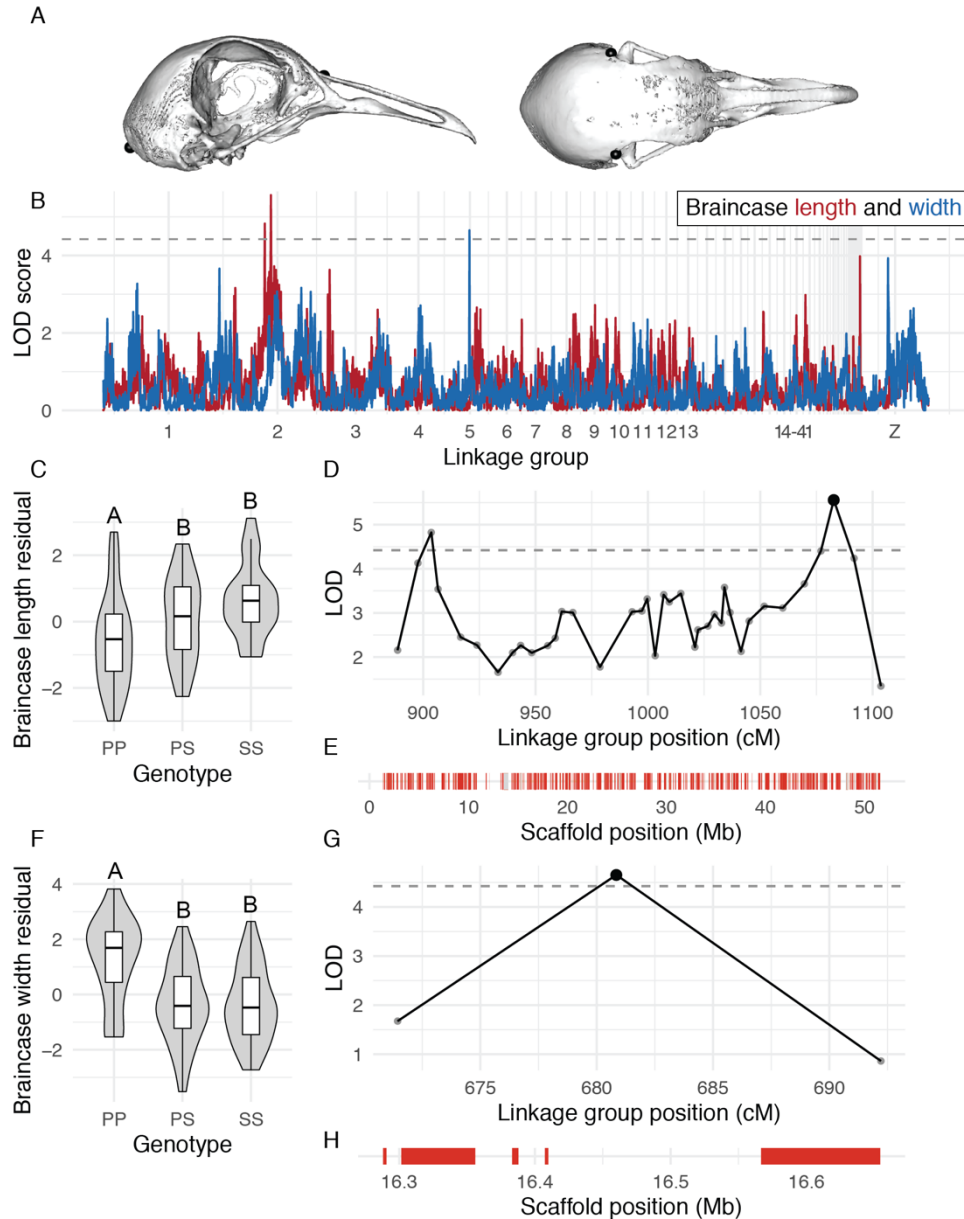 A
B
Braincase length and width
LOD score
4
2
0
1 2 3 4 5 6 7 8 9 10 11 12 13 14-41 Z
Linkage group
C
Braincase length residual
A B B
2
0
−2
PP PS SS
Genotype
D
LOD
5
4
3
2
900 950 1000 1050 1100
Linkage group position (cM)
E
0 10 20 30 40 50
Scaffold position (Mb)
F
Braincase width residual
A B B
4
2
0
−2
PP PS SS
Genotype
G
LOD
4
3
2
1
675 680 685 690
Linkage group position (cM)
H
16.3 16.4 16.5 16.6
Scaffold position (Mb)